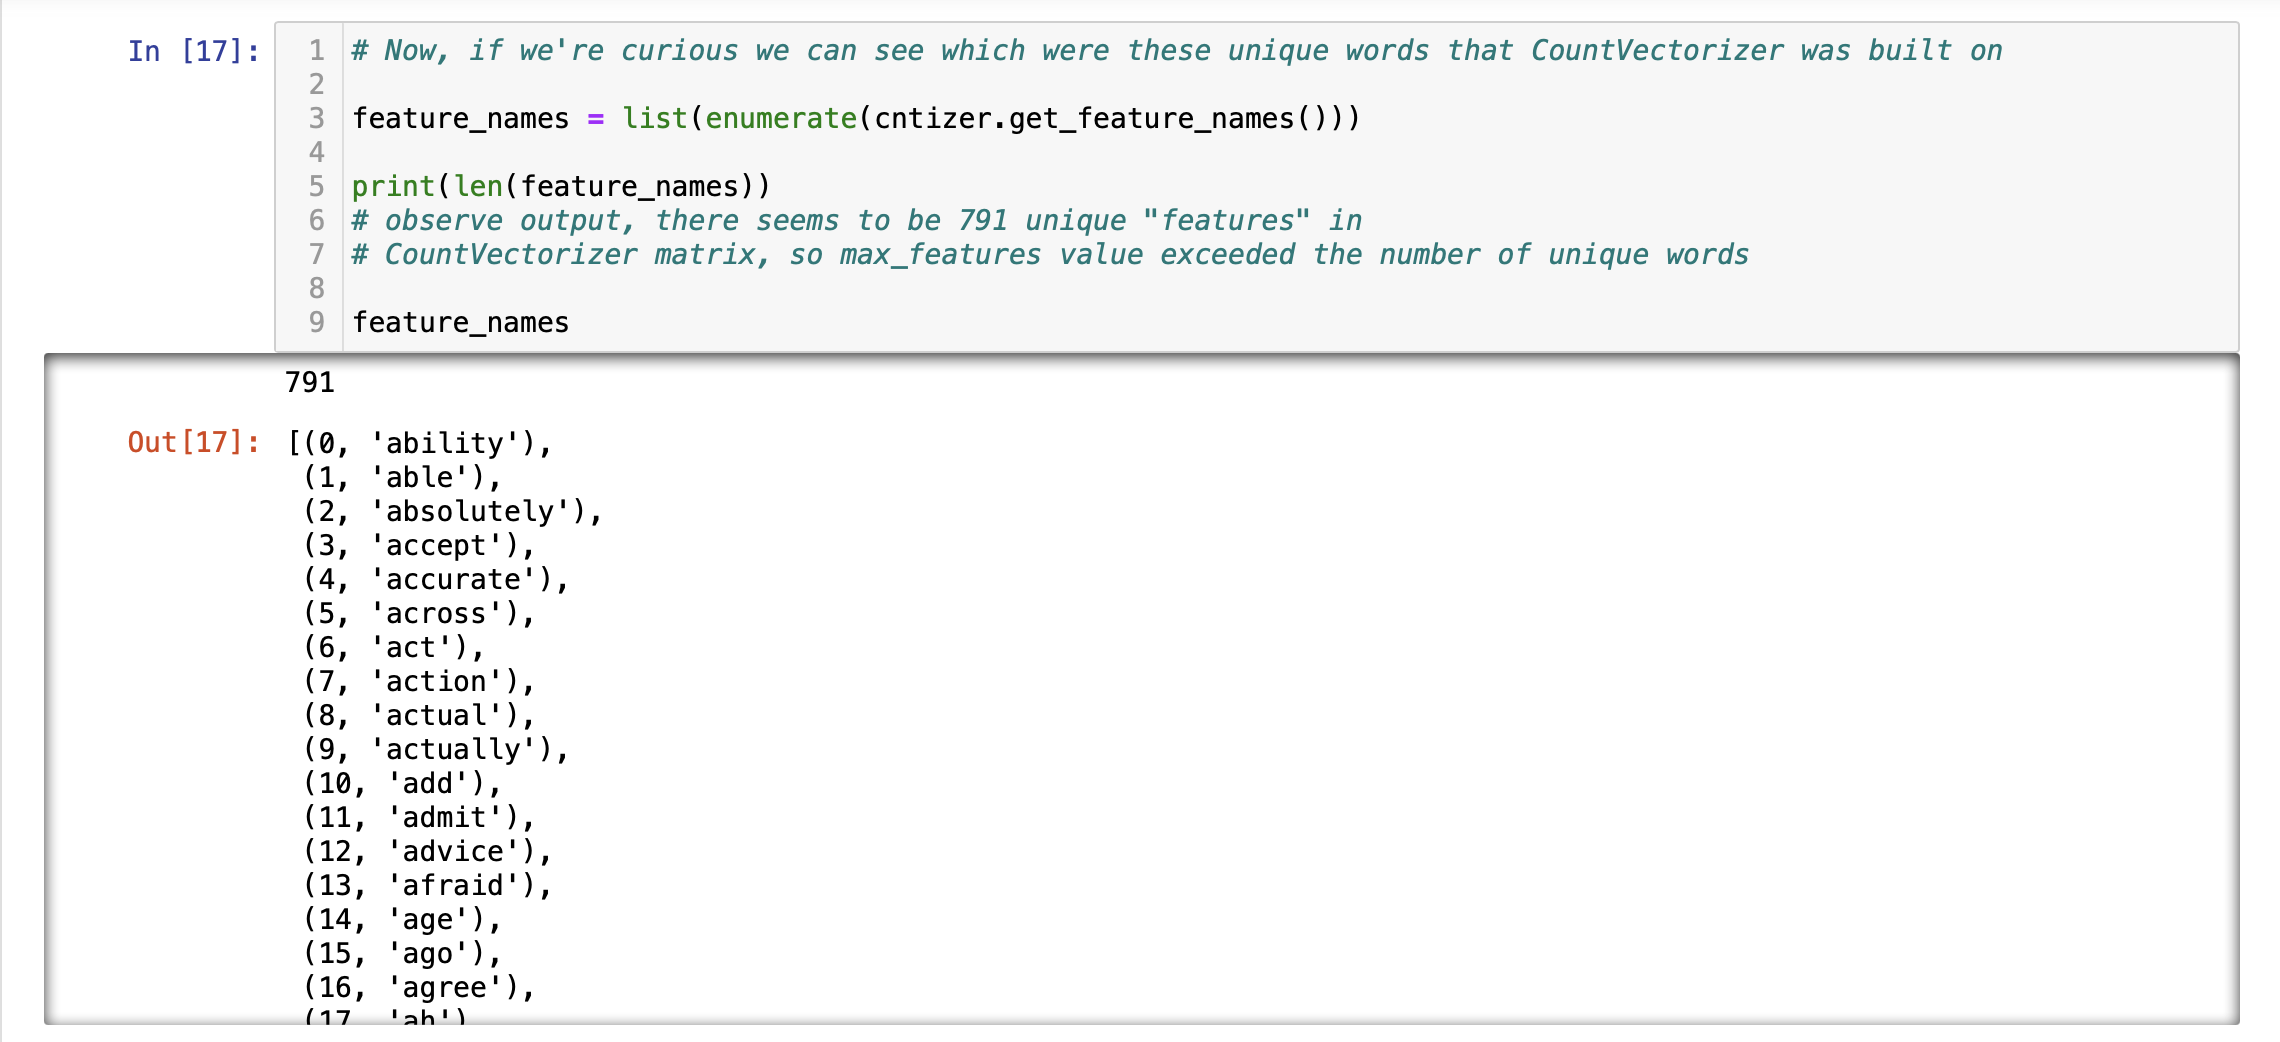 In [17]:
1 # Now, if we're curious we can see which were these unique words that CountVectorizer was built on
2
3 feature_names = list(enumerate(cntizer.get_feature_names()))
4
5 print(len(feature_names))
6 # observe output, there seems to be 791 unique "features" in
7 # CountVectorizer matrix, so max_features value exceeded the number of unique words
8
9 feature_names
791
Out[17]: [(0, 'ability'),
(1, 'able'),
(2, 'absolutely'),
(3, 'accept'),
(4, 'accurate'),
(5, 'across'),
(6, 'act'),
(7, 'action'),
(8, 'actual'),
(9, 'actually'),
(10, 'add'),
(11, 'admit'),
(12, 'advice'),
(13, 'afraid'),
(14, 'age'),
(15, 'ago'),
(16, 'agree'),
(17, 'ah')